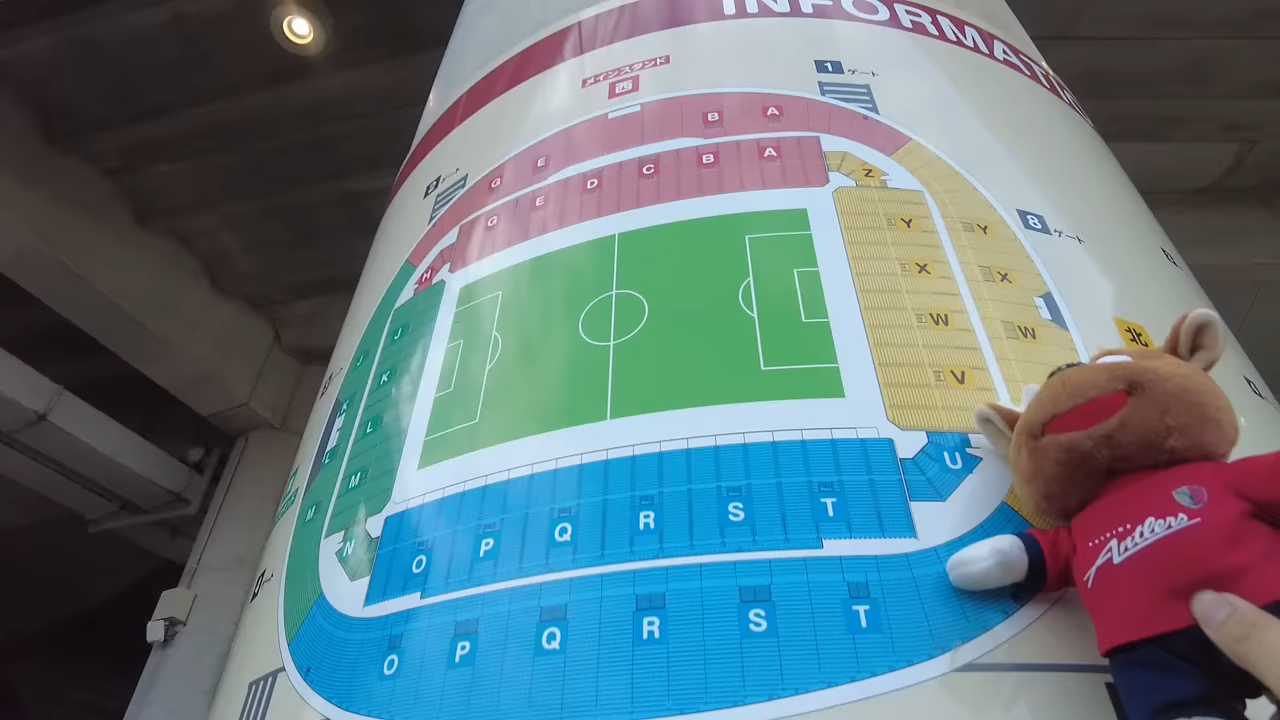 INFORMATI
メインスタンド
西
1 ゲート
B A
E
G
A
B
C
D
E
G
H
Z
Y Y
8 ゲート
X X
W W
V
北
J J
K K
L L
M M
N
U
O P Q R S T
O P Q R S T
KASHIMA
Antlers